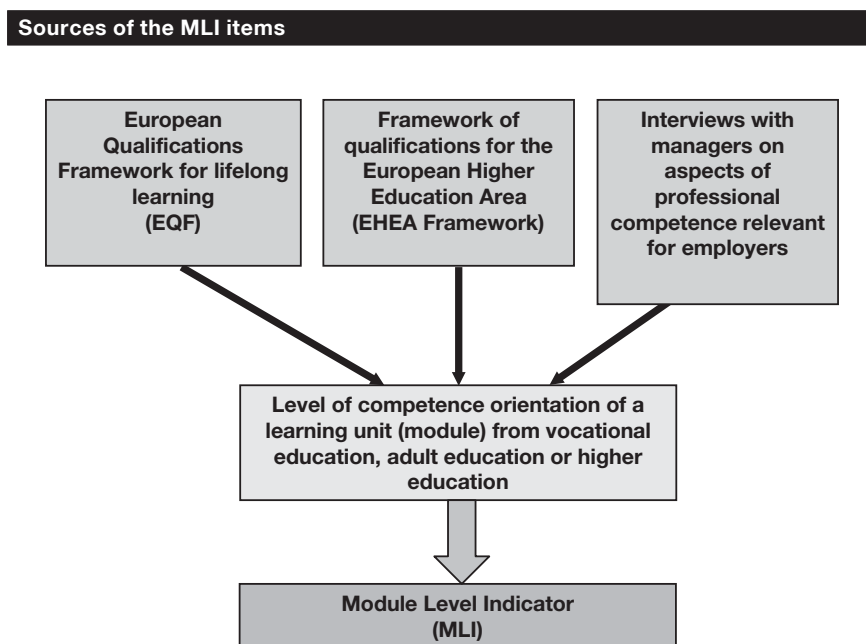 Sources of the MLI items
European
Qualifications
Framework for lifelong
learning
(EQF)
Framework of
qualifications for the
European Higher
Education Area
(EHEA Framework)
Interviews with
managers on
aspects of
professional
competence relevant
for employers
Level of competence orientation of a
learning unit (module) from vocational
education, adult education or higher
education
Module Level Indicator
(MLI)